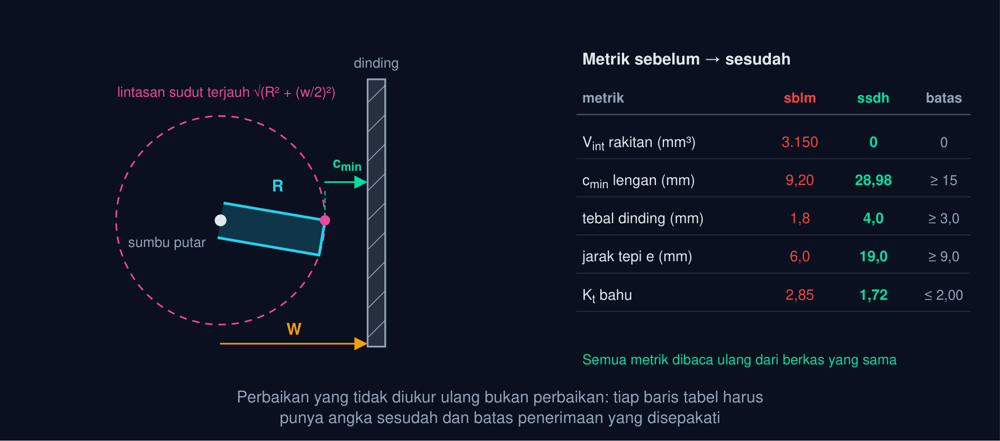 dinding
lintasan sudut terjauh √(R² + (w/2)²)
c_min
R
sumbu putar
W
Metrik sebelum → sesudah
metrik sblm ssdh batas
V_int rakitan (mm³) 3.150 0 0
c_min lengan (mm) 9,20 28,98 ≥ 15
tebal dinding (mm) 1,8 4,0 ≥ 3,0
jarak tepi e (mm) 6,0 19,0 ≥ 9,0
K_t bahu 2,85 1,72 ≤ 2,00
Semua metrik dibaca ulang dari berkas yang sama
Perbaikan yang tidak diukur ulang bukan perbaikan: tiap baris tabel harus
punya angka sesudah dan batas penerimaan yang disepakati